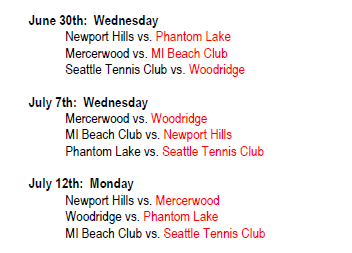 June 30th: Wednesday
Newport Hills vs. Phantom Lake
Mercerwood vs. MI Beach Club
Seattle Tennis Club vs. Woodridge
July 7th: Wednesday
Mercerwood vs. Woodridge
MI Beach Club vs. Newport Hills
Phantom Lake vs. Seattle Tennis Club
July 12th: Monday
Newport Hills vs. Mercerwood
Woodridge vs. Phantom Lake
MI Beach Club vs. Seattle Tennis Club